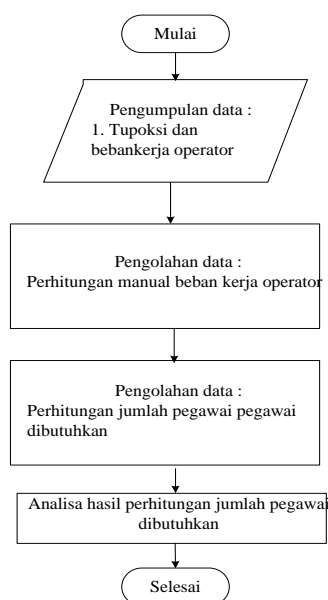 Mulai
Pengumpulan data :
1. Tupoksi dan
bebankerja operator
Pengolahan data :
Perhitungan manual beban kerja operator
Pengolahan data :
Perhitungan jumlah pegawai pegawai
dibutuhkan
Analisa hasil perhitungan jumlah pegawai
dibutuhkan
Selesai